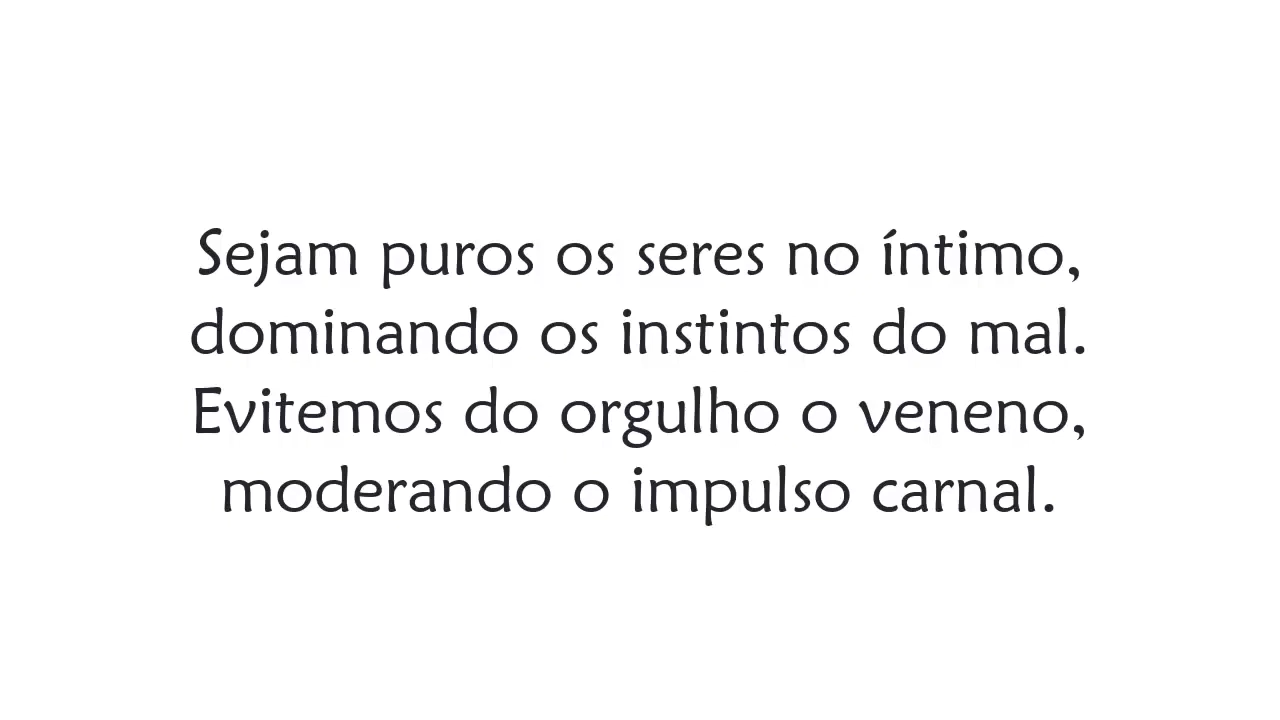 Sejam puros os seres no íntimo,
dominando os instintos do mal.
Evitemos do orgulho o veneno,
moderando o impulso carnal.